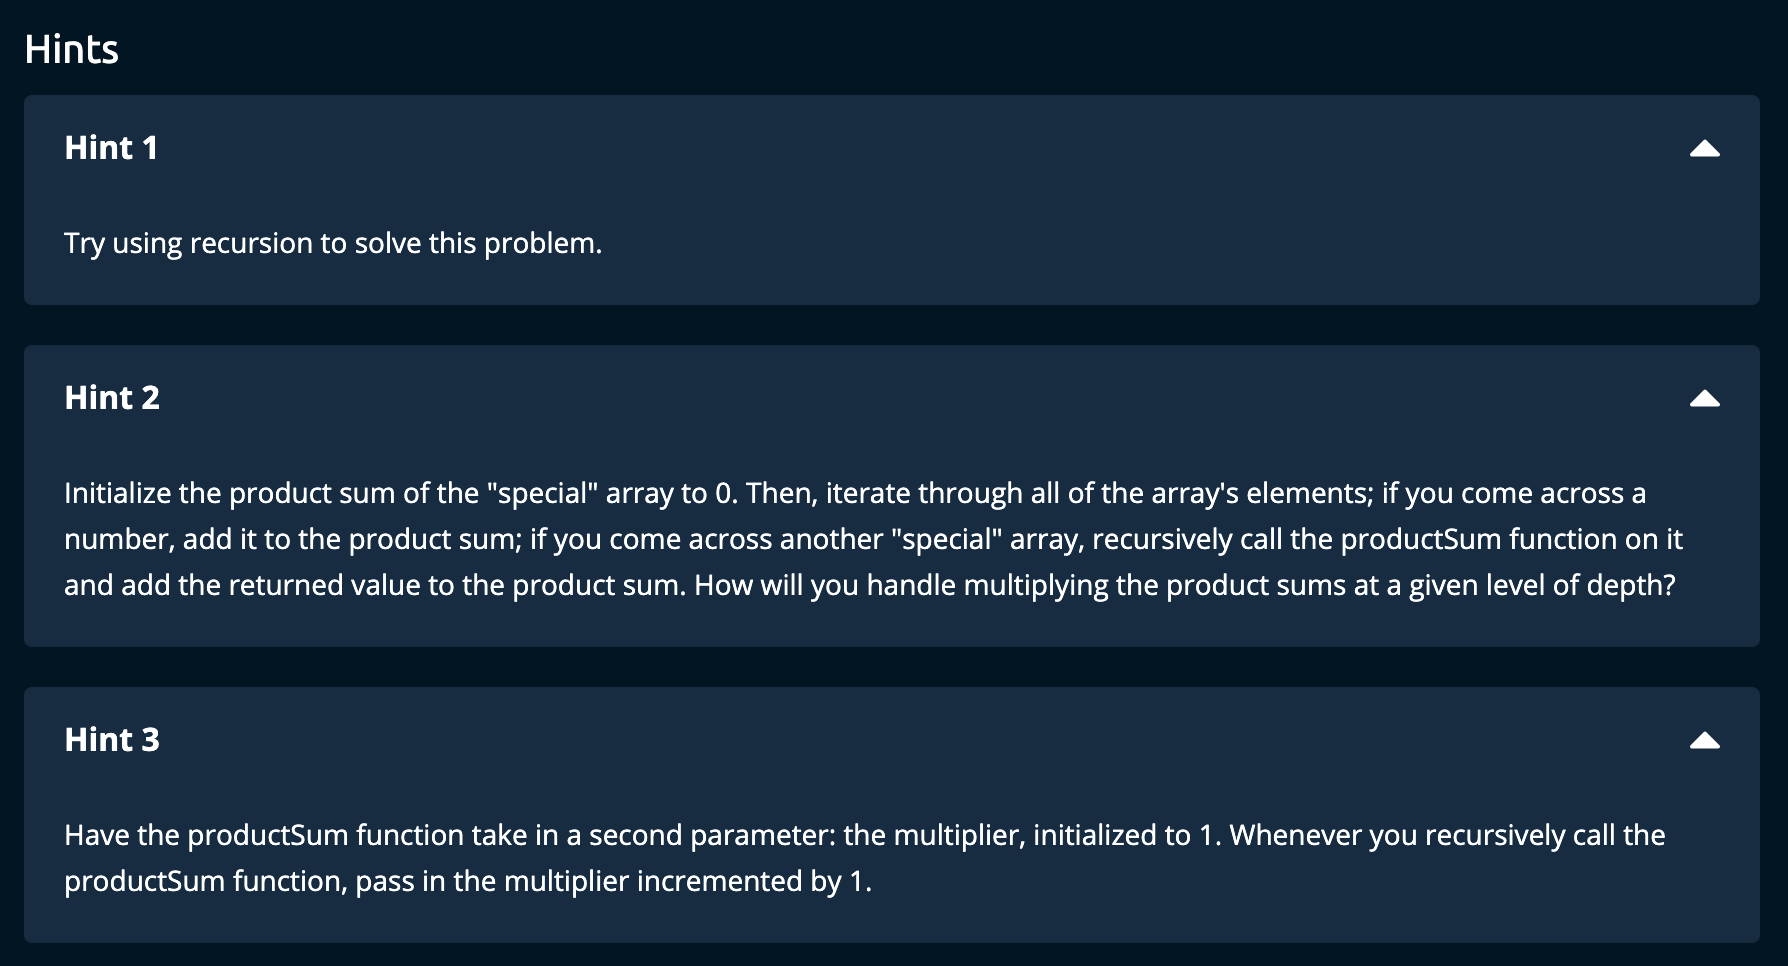 Hints
Hint 1
Try using recursion to solve this problem.
Hint 2
Initialize the product sum of the "special" array to 0. Then, iterate through all of the array's elements; if you come across a
number, add it to the product sum; if you come across another "special" array, recursively call the productSum function on it
and add the returned value to the product sum. How will you handle multiplying the product sums at a given level of depth?
Hint 3
Have the productSum function take in a second parameter: the multiplier, initialized to 1. Whenever you recursively call the
productSum function, pass in the multiplier incremented by 1.